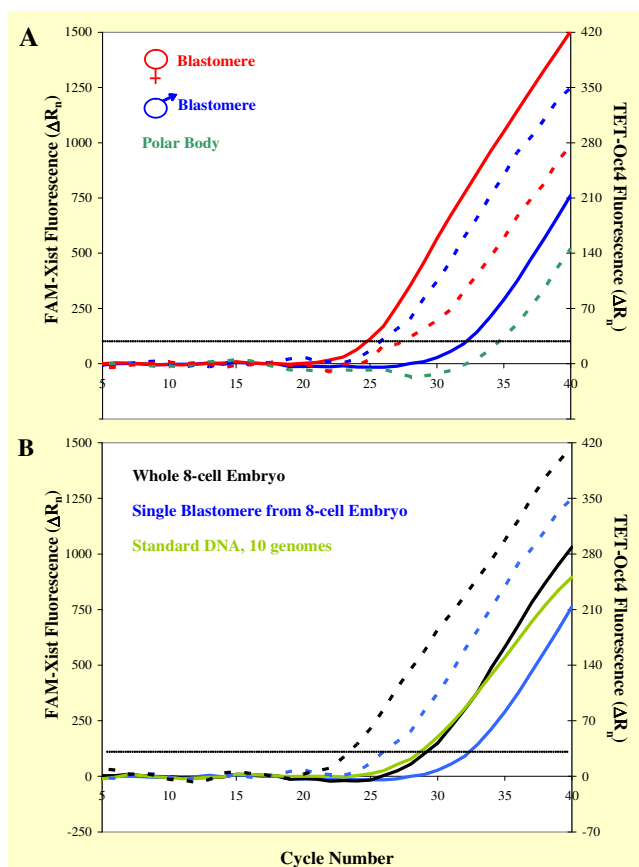 A
1500
1250
1000
750
500
250
0
FAM-Xist Fluorescence (ΔRn)
Blastomere
Blastomere
Polar Body
420
350
280
210
140
70
0
TET-Oct4 Fluorescence (ΔRn)
5 10 15 20 25 30 35 40
B
1500
1250
1000
750
500
250
0
-250
FAM-Xist Fluorescence (ΔRn)
Whole 8-cell Embryo
Single Blastomere from 8-cell Embryo
Standard DNA, 10 genomes
420
350
280
210
140
70
0
-70
TET-Oct4 Fluorescence (ΔRn)
5 10 15 20 25 30 35 40
Cycle Number